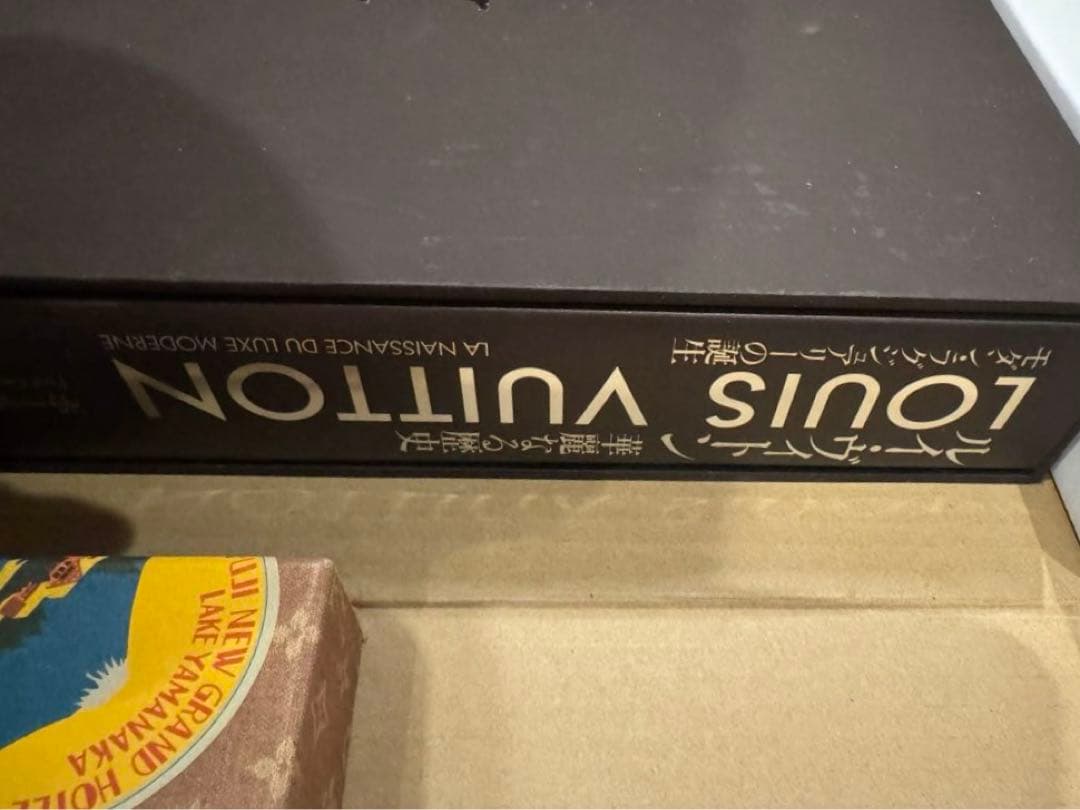 ルイ・ヴィトン 華麗なる歴史
LOUIS VUITTON
モダン・ラグジュアリーの誕生 LA NAISSANCE DU LUXE MODERNE
NEW GRAND HOTEL
LAKE YAMANAKA